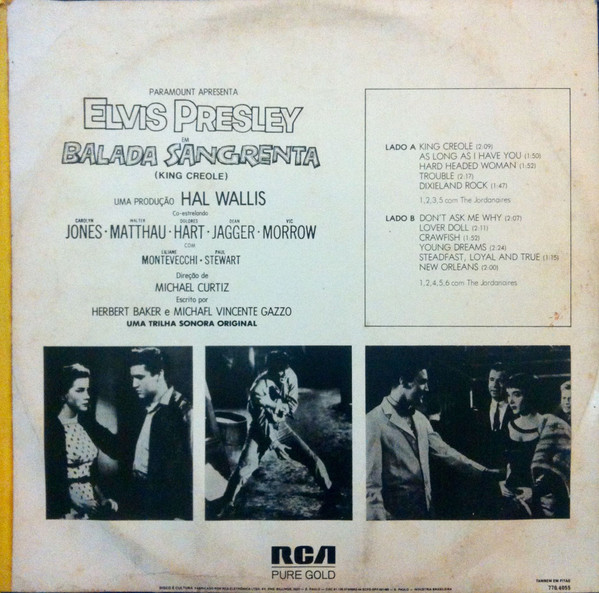 PARAMOUNT APRESENTA
ELVIS PRESLEY
EM
BALADA SANGRENTA
(KING CREOLE)
UMA PRODUÇÃO HAL WALLIS
Co-estrelando
CAROLYN WALTER DOLORES DEAN VIC
JONES · MATTHAU · HART · JAGGER · MORROW
COM
LILIANE PAUL
MONTEVECCHI · STEWART
Direção de
MICHAEL CURTIZ
Escrito por
HERBERT BAKER e MICHAEL VINCENTE GAZZO
UMA TRILHA SONORA ORIGINAL
LADO A KING CREOLE (2:09)
AS LONG AS I HAVE YOU (1:50)
HARD HEADED WOMAN (1:52)
TROUBLE (2:17)
DIXIELAND ROCK (1:47)
1,2,3,5 com The Jordanaires
LADO B DON'T ASK ME WHY (2:07)
LOVER DOLL (2:11)
CRAWFISH (1:52)
YOUNG DREAMS (2:24)
STEADFAST, LOYAL AND TRUE (1:15)
NEW ORLEANS (2:00)
1,2,4,5,6 com The Jordanaires
RCA
PURE GOLD
TAMBÉM EM FITAS